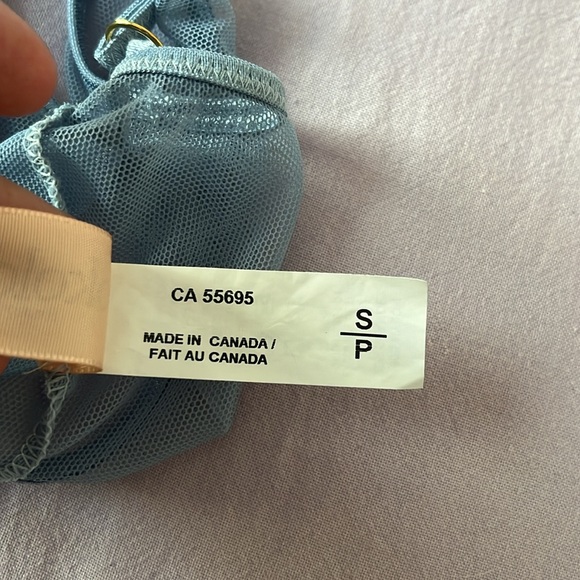 CA 55695
MADE IN CANADA /
FAIT AU CANADA
S
P